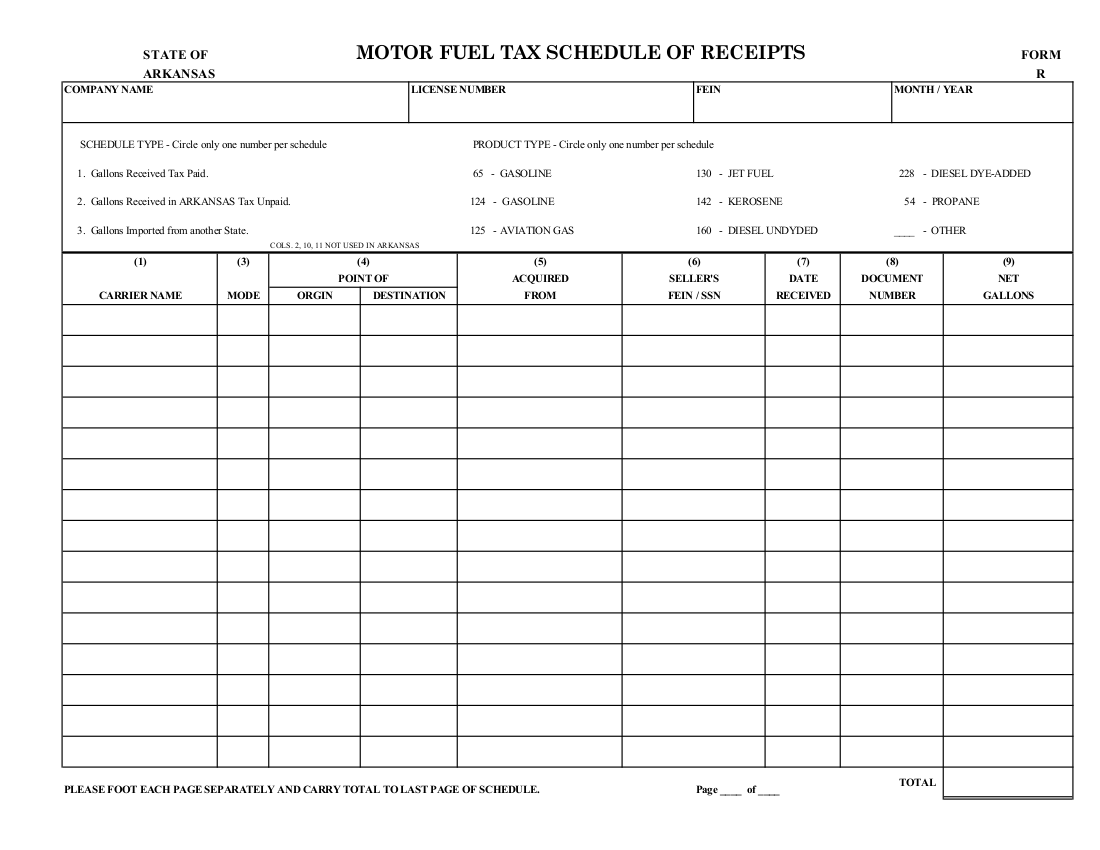 STATE OF ARKANSAS
MOTOR FUEL TAX SCHEDULE OF RECEIPTS
FORM R
COMPANY NAME LICENSE NUMBER FEIN MONTH / YEAR
SCHEDULE TYPE - Circle only one number per schedule PRODUCT TYPE - Circle only one number per schedule
1. Gallons Received Tax Paid. 65 - GASOLINE 130 - JET FUEL 228 - DIESEL DYE-ADDED
2. Gallons Received in ARKANSAS Tax Unpaid. 124 - GASOLINE 142 - KEROSENE 54 - PROPANE
3. Gallons Imported from another State. 125 - AVIATION GAS 160 - DIESEL UNDYED ____ - OTHER
COLS. 2, 10, 11 NOT USED IN ARKANSAS
(1) (3) (4) (5) (6) (7) (8) (9)
POINT OF ACQUIRED SELLER'S DATE DOCUMENT NET
CARRIER NAME MODE ORGIN DESTINATION FROM FEIN / SSN RECEIVED NUMBER GALLONS
TOTAL
PLEASE FOOT EACH PAGE SEPARATELY AND CARRY TOTAL TO LAST PAGE OF SCHEDULE. Page ____ of ____